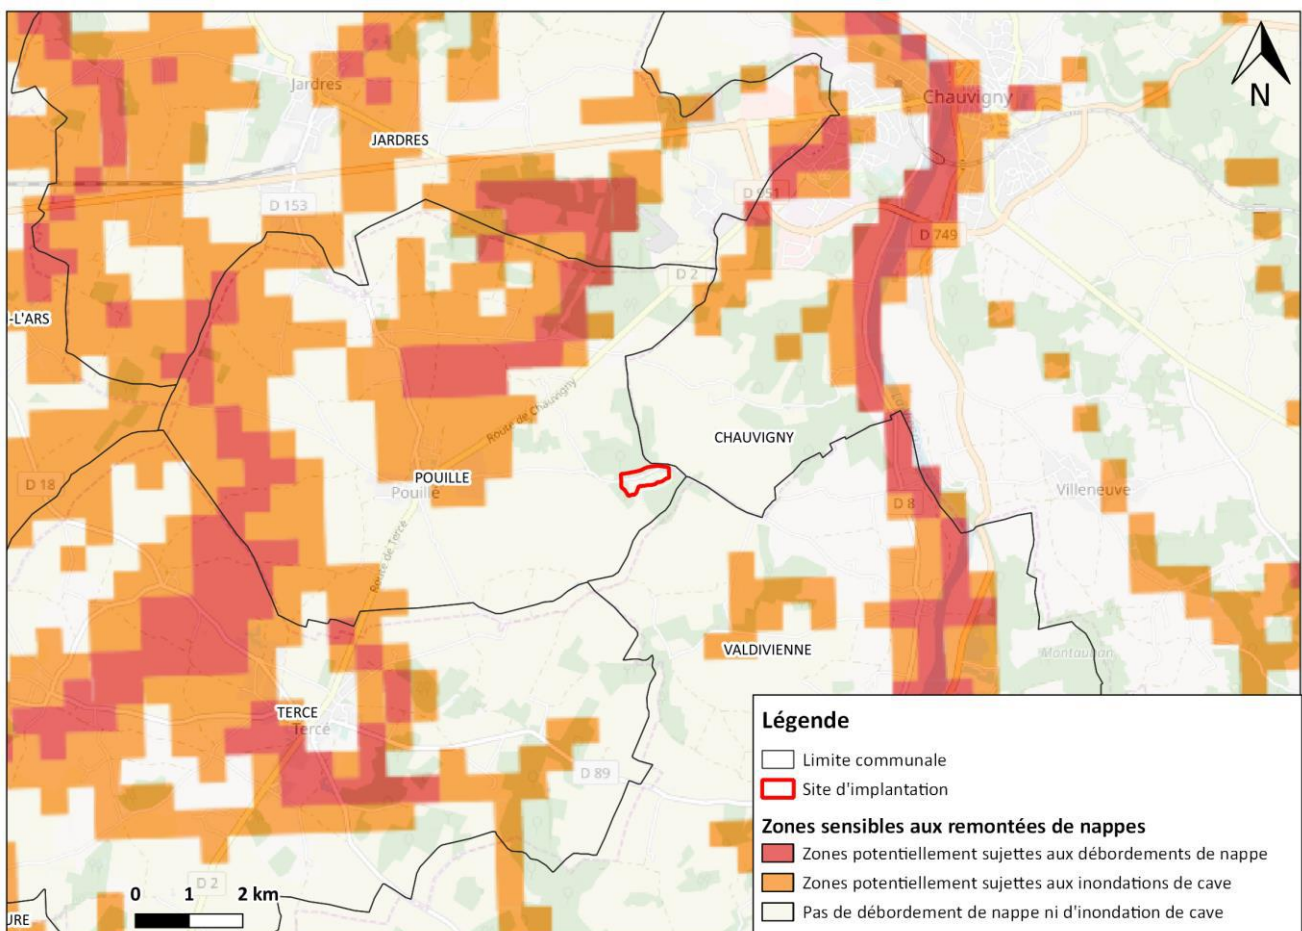 Jardres
JARDRES
Chauvigny
N
D 153
D 951
D 749
D 2
-L'ARS
Route de Chauvigny
CHAUVIGNY
D 18
POUILLE
Pouillé
Villeneuve
D 8
Route de Tercé
VALDIVIENNE
Montauban
TERCE
Tercé
D 89
D 2
0 1 2 km
URE
Légende
Limite communale
Site d'implantation
Zones sensibles aux remontées de nappes
Zones potentiellement sujettes aux débordements de nappe
Zones potentiellement sujettes aux inondations de cave
Pas de débordement de nappe ni d'inondation de cave